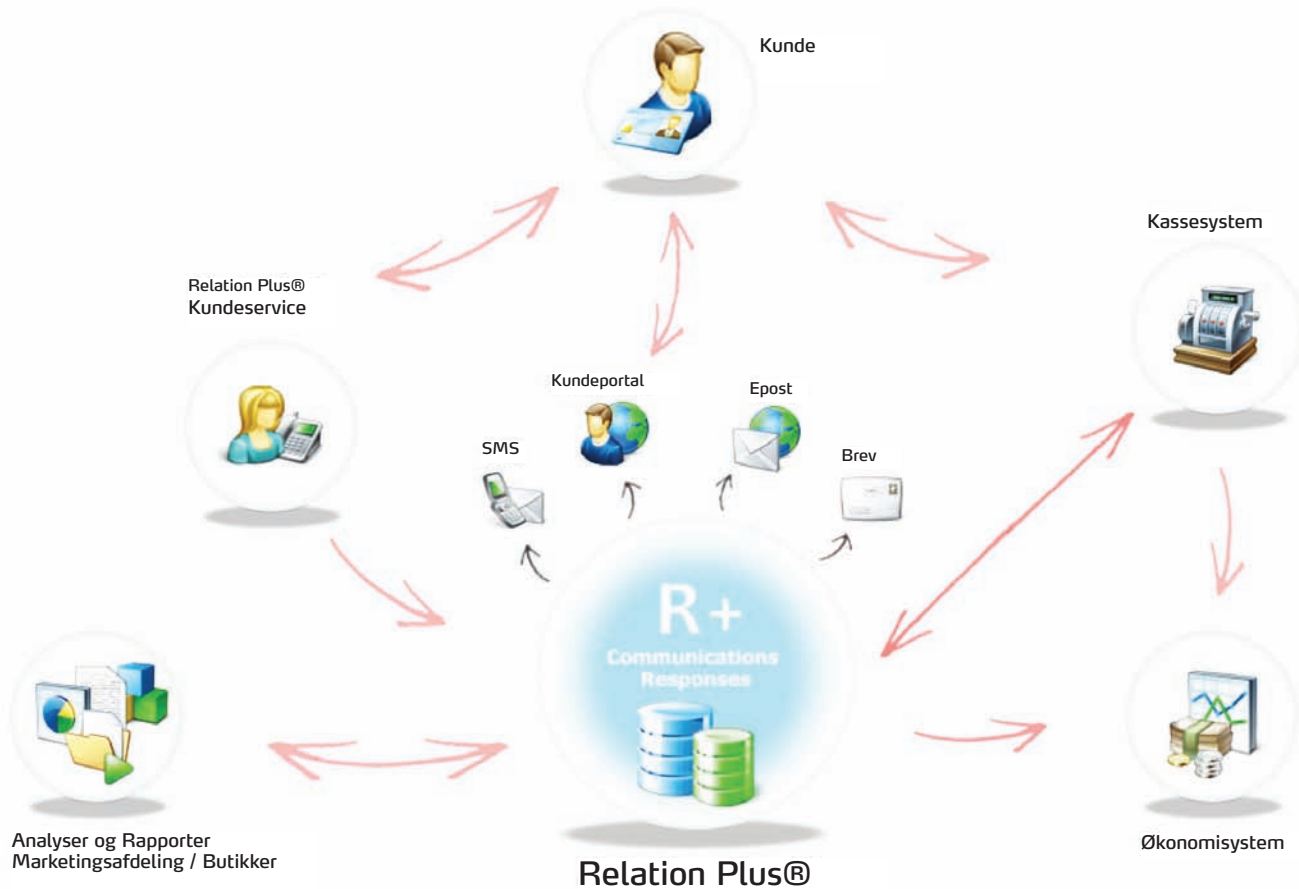 Kunde
Kassesystem
Relation Plus®
Kundeservice
Kundeportal
Epost
SMS
Brev
R+
Communications
Responses
Analyser og Rapporter
Marketingsafdeling / Butikker
Økonomisystem
Relation Plus®